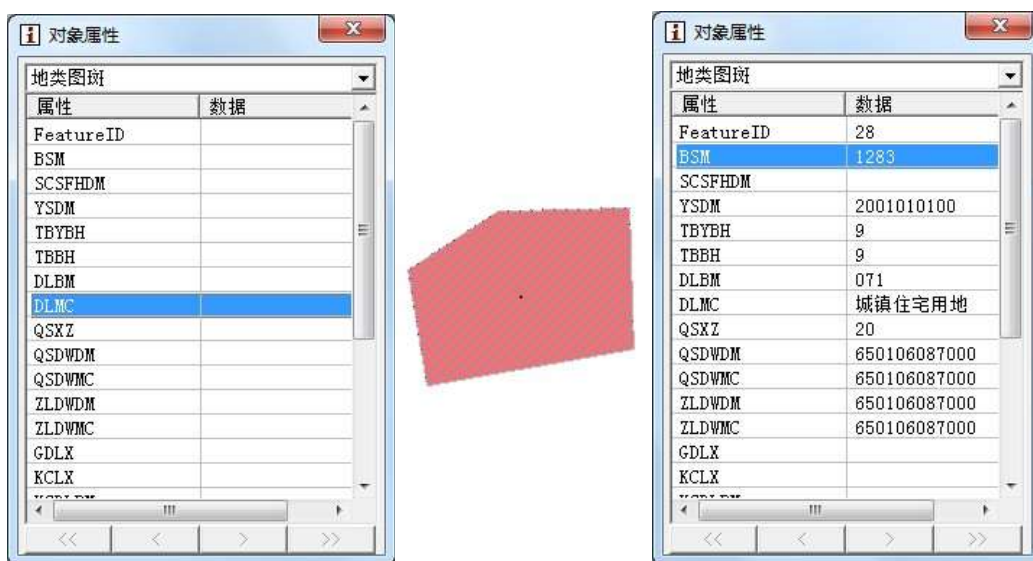 对象属性
地类图斑
属性 数据
FeatureID
BSM
SCSFHDM
YSDM
TBYBH
TBBH
DLBM
DLMC
QSXZ
QSDWDM
QSDWMC
ZLDWDM
ZLDWMC
GDLX
KCLX
<< < > >>
对象属性
地类图斑
属性 数据
FeatureID 28
BSM 1283
SCSFHDM
YSDM 2001010100
TBYBH 9
TBBH 9
DLBM 071
DLMC 城镇住宅用地
QSXZ 20
QSDWDM 650106087000
QSDWMC 650106087000
ZLDWDM 650106087000
ZLDWMC 650106087000
GDLX
KCLX
<< < > >>